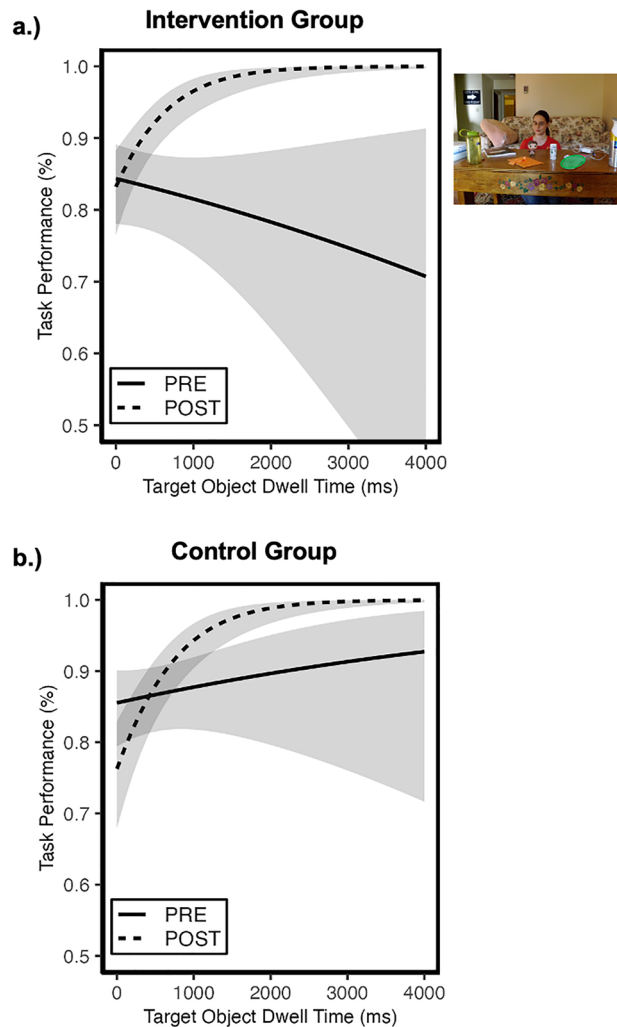 a.) Intervention Group
Task Performance (%)
1.0
0.9
0.8
0.7
0.6
0.5
PRE
POST
0 1000 2000 3000 4000
Target Object Dwell Time (ms)
b.) Control Group
Task Performance (%)
1.0
0.9
0.8
0.7
0.6
0.5
PRE
POST
0 1000 2000 3000 4000
Target Object Dwell Time (ms)